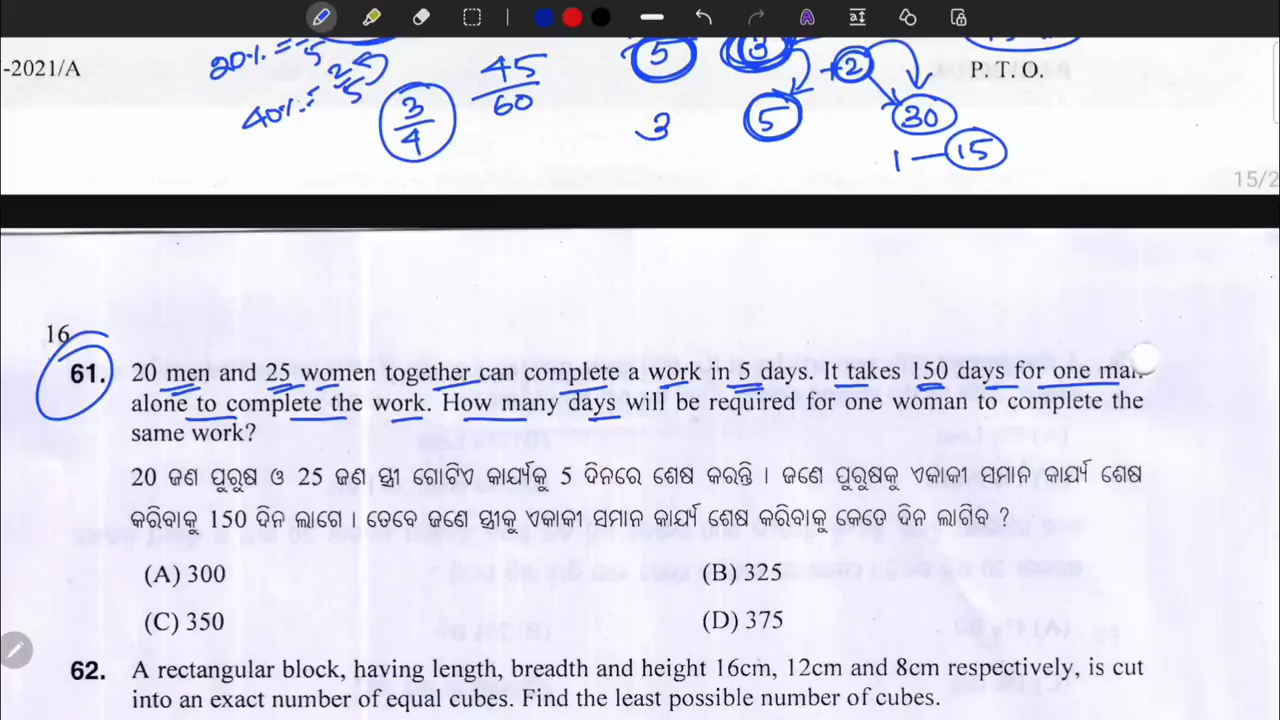 20%. = 5
2 5
40%.= 5
45
60
5
3
+2
-2021/A
P. T. O.
3
4
3
5
30
1 — 15
15/2
16
61. 20 men and 25 women together can complete a work in 5 days. It takes 150 days for one man
alone to complete the work. How many days will be required for one woman to complete the
same work?
20 ଜଣ ପୁରୁଷ ଓ 25 ଜଣ ସ୍ତ୍ରୀ ଗୋଟିଏ କାର୍ଯ୍ୟକୁ 5 ଦିନରେ ଶେଷ କରନ୍ତି । ଜଣେ ପୁରୁଷକୁ ଏକାକୀ ସମାନ କାର୍ଯ୍ୟ ଶେଷ
କରିବାକୁ 150 ଦିନ ଲାଗେ । ତେବେ ଜଣେ ସ୍ତ୍ରୀକୁ ଏକାକୀ ସମାନ କାର୍ଯ୍ୟ ଶେଷ କରିବାକୁ କେତେ ଦିନ ଲାଗିବ ?
(A) 300
(B) 325
(C) 350
(D) 375
62. A rectangular block, having length, breadth and height 16cm, 12cm and 8cm respectively, is cut
into an exact number of equal cubes. Find the least possible number of cubes.